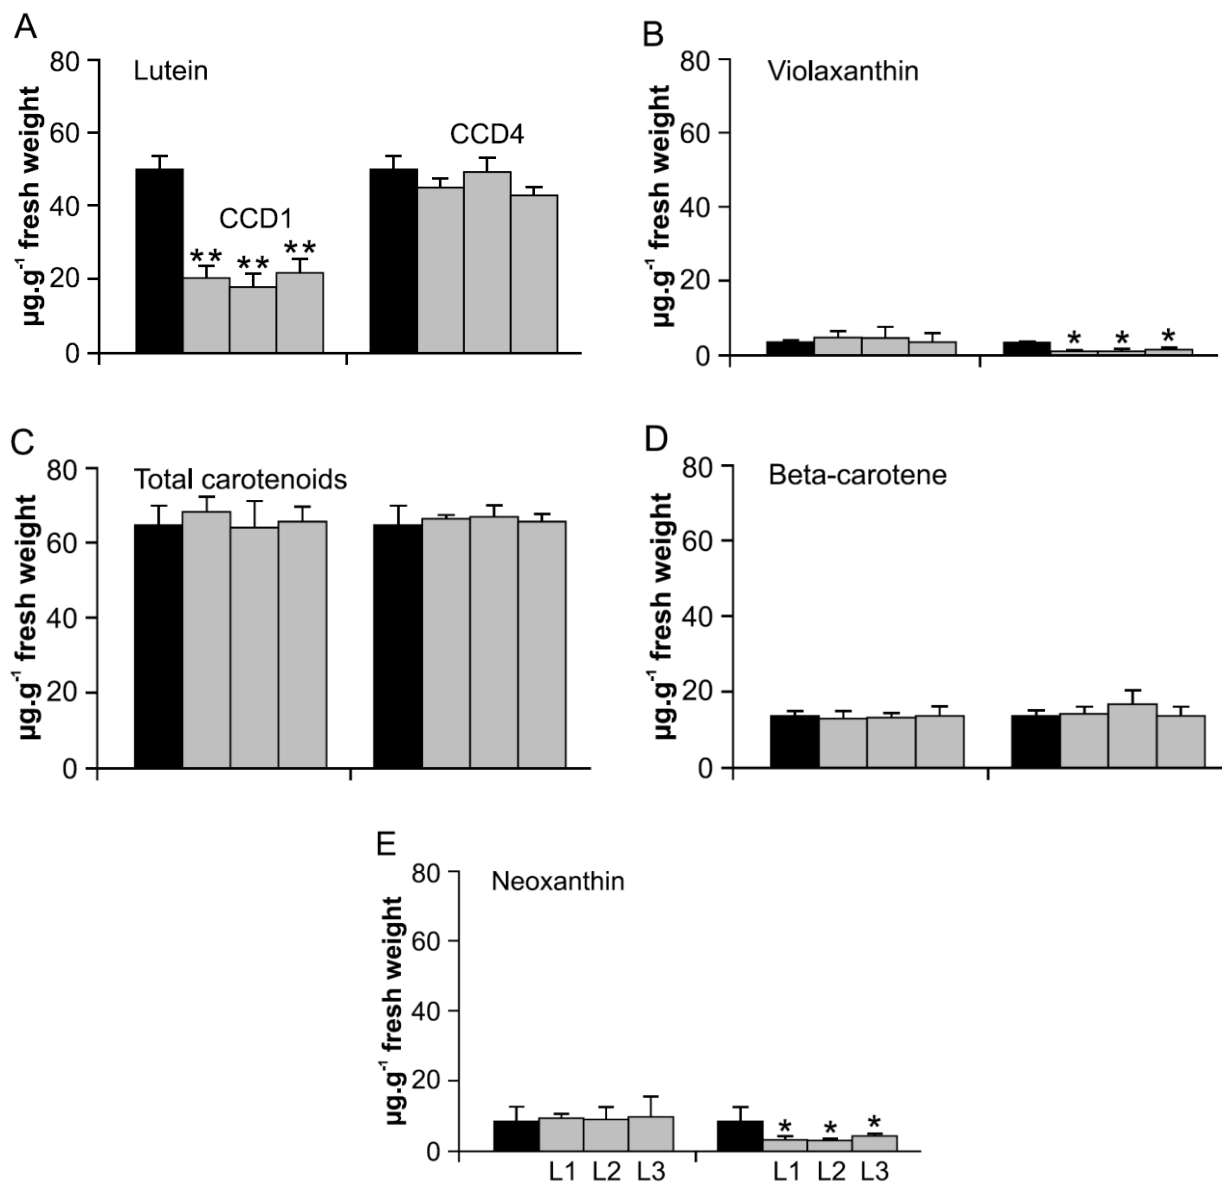 A
Lutein
µg.g⁻¹ fresh weight
80
60
40
20
0
CCD1
CCD4
**
**
**
B
Violaxanthin
µg.g⁻¹ fresh weight
80
60
40
20
0
*
*
*
C
Total carotenoids
µg.g⁻¹ fresh weight
80
60
40
20
0
D
Beta-carotene
µg.g⁻¹ fresh weight
80
60
40
20
0
E
Neoxanthin
µg.g⁻¹ fresh weight
80
60
40
20
0
*
*
*
L1 L2 L3
L1 L2 L3